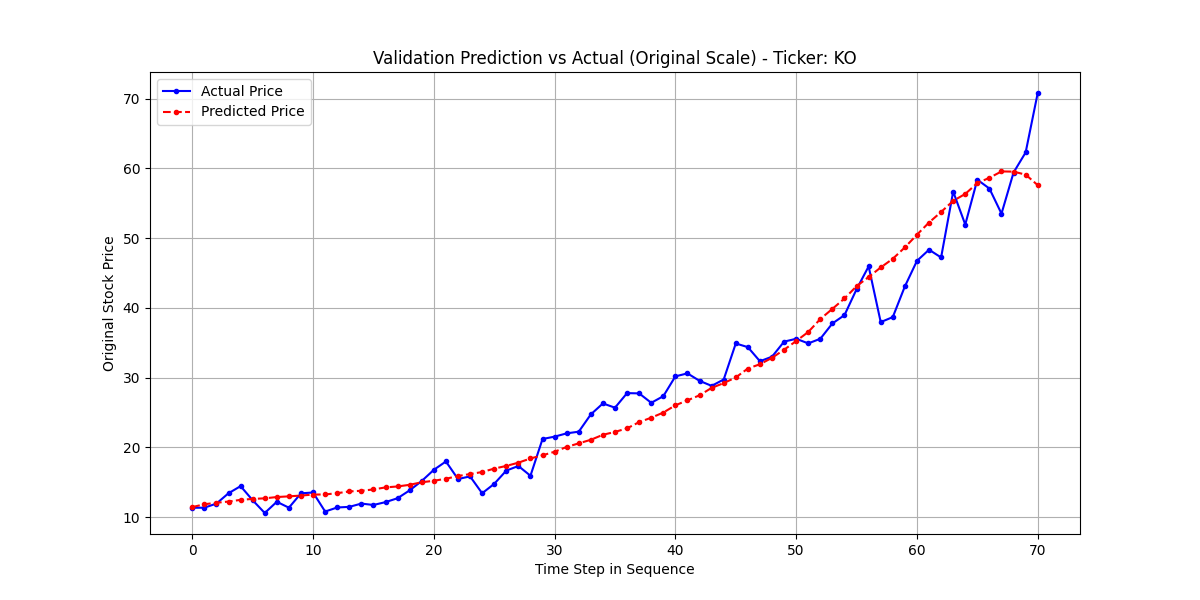 Validation Prediction vs Actual (Original Scale) - Ticker: KO
Actual Price
Predicted Price
Original Stock Price
70
60
50
40
30
20
10
0 10 20 30 40 50 60 70
Time Step in Sequence